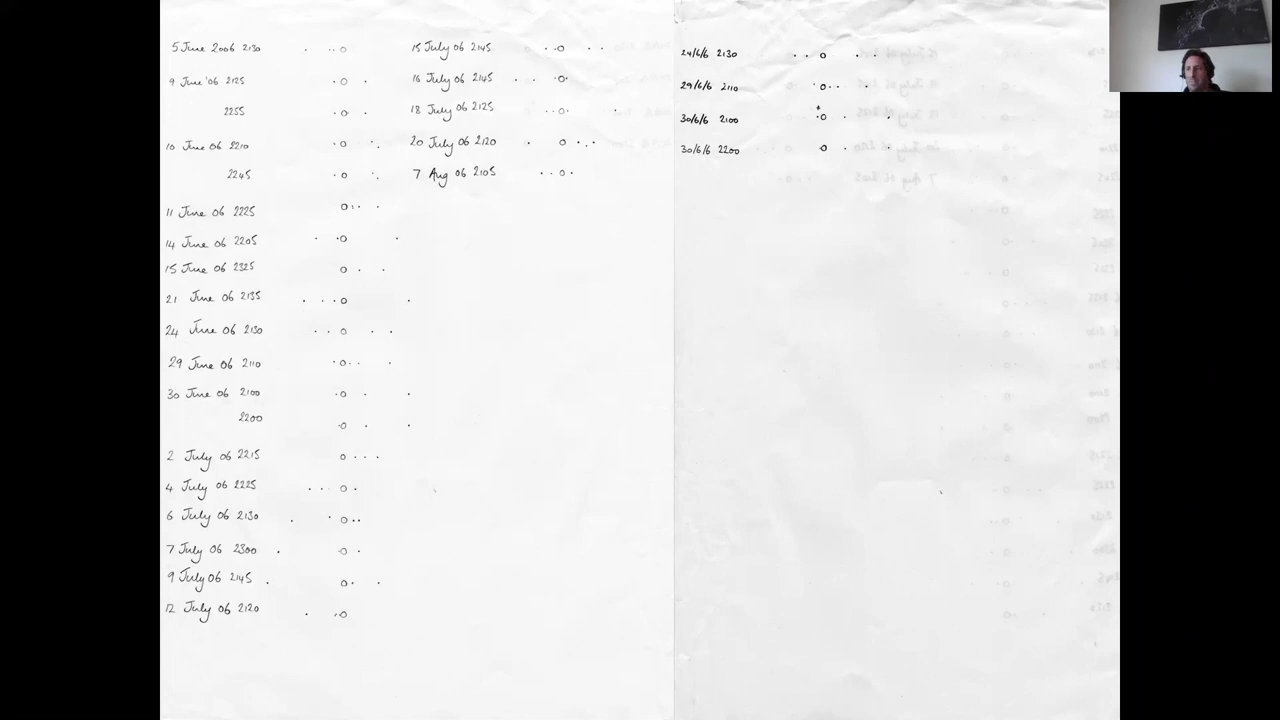 5 June 2006 2130
9 June '06 2125
2255
10 June 06 2210
2245
11 June 06 2225
14 June 06 2205
15 June 06 2325
21 June 06 2135
24 June 06 2130
29 June 06 2110
30 June 06 2100
2200
2 July 06 2215
4 July 06 2225
6 July 06 2130
7 July 06 2300
9 July 06 2145
12 July 06 2120
15 July 06 2145
16 July 06 2145
18 July 06 2125
20 July 06 2120
7 Aug 06 2105
24/6/6 2130
29/6/6 2110
30/6/6 2100
30/6/6 2200